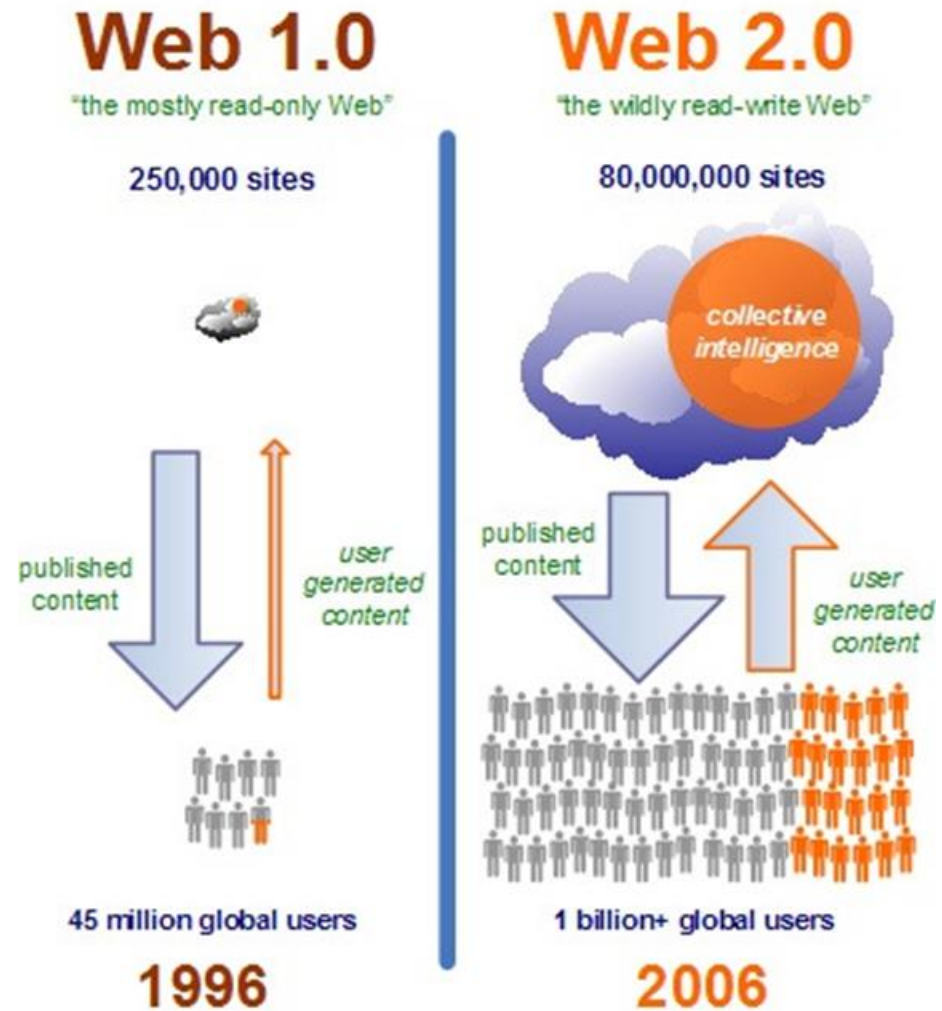 Web 1.0
"the mostly read-only Web"
250,000 sites
published
content
user
generated
content
45 million global users
1996
Web 2.0
"the wildly read-write Web"
80,000,000 sites
collective
intelligence
published
content
user
generated
content
1 billion+ global users
2006